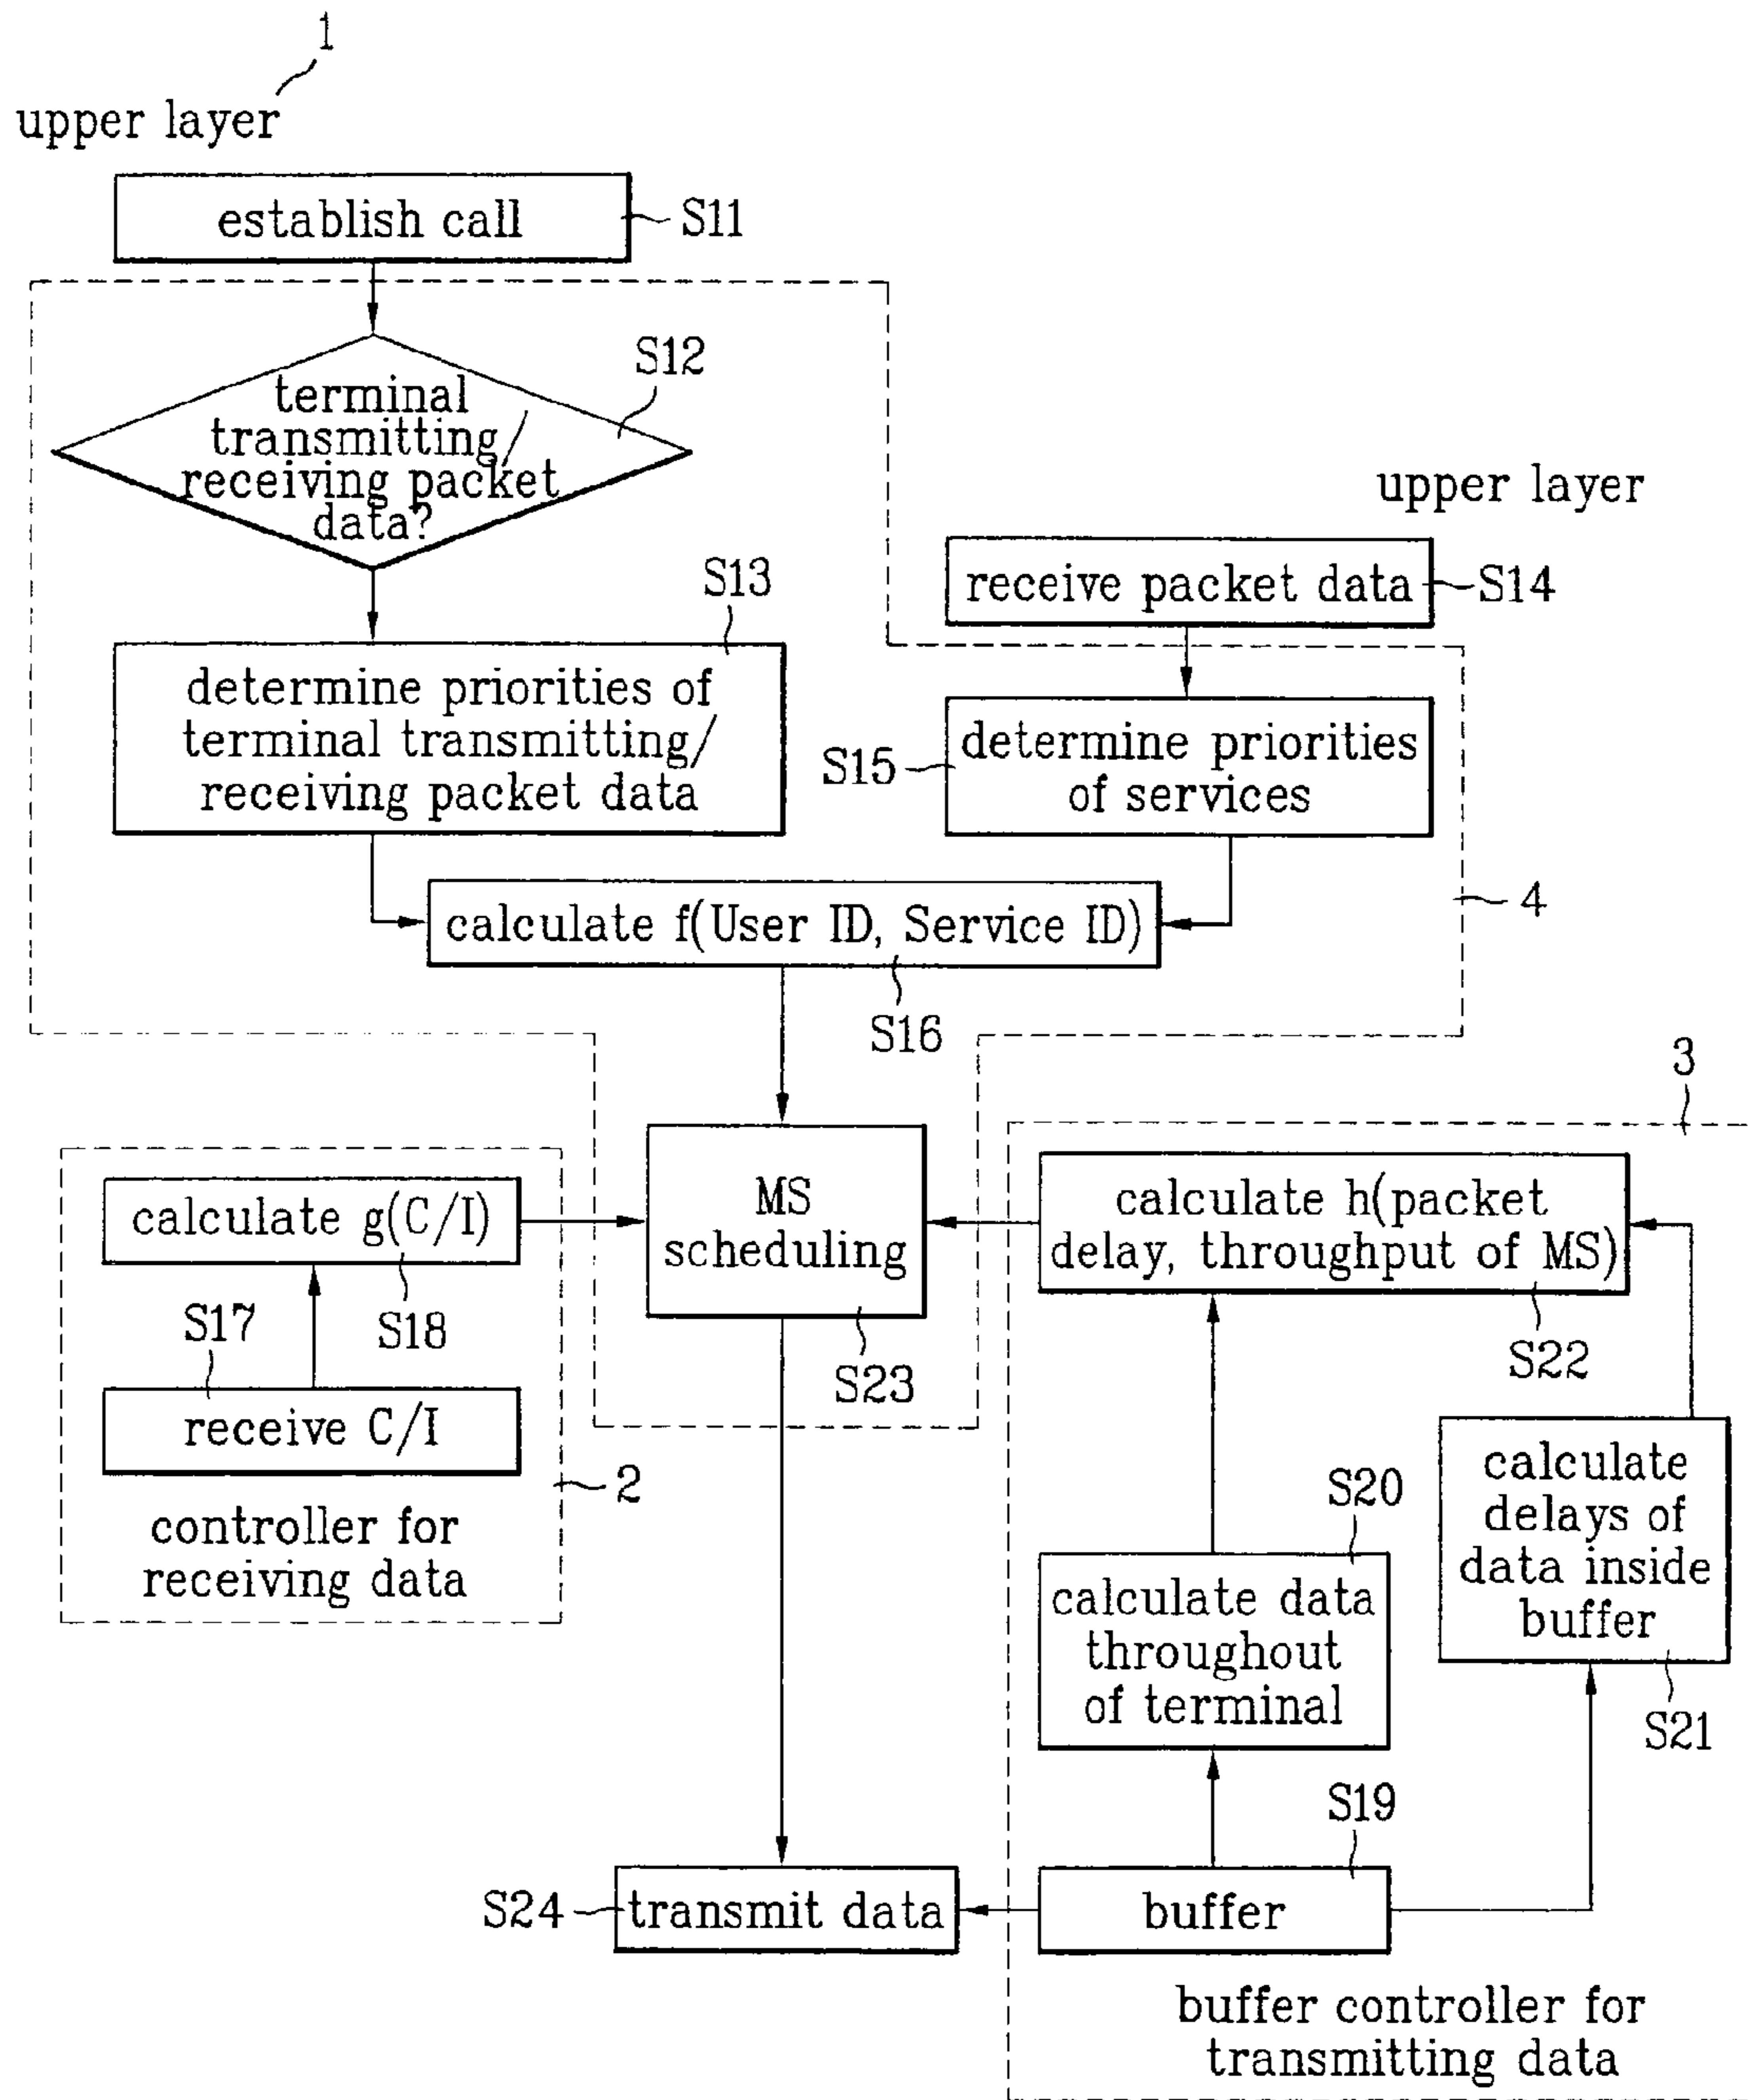 1
upper layer
establish call
S11
S12
terminal
transmitting/
receiving packet
data?
upper layer
receive packet data
S14
S13
determine priorities of
terminal transmitting/
receiving packet data
S15
determine priorities
of services
4
calculate f(User ID, Service ID)
S16
3
calculate g(C/I)
S18
S17
receive C/I
2
controller for
receiving data
MS
scheduling
S23
calculate h(packet
delay, throughput of MS)
S22
S20
calculate data
throughout
of terminal
calculate
delays of
data inside
buffer
S21
S19
S24
transmit data
buffer
buffer controller for
transmitting data